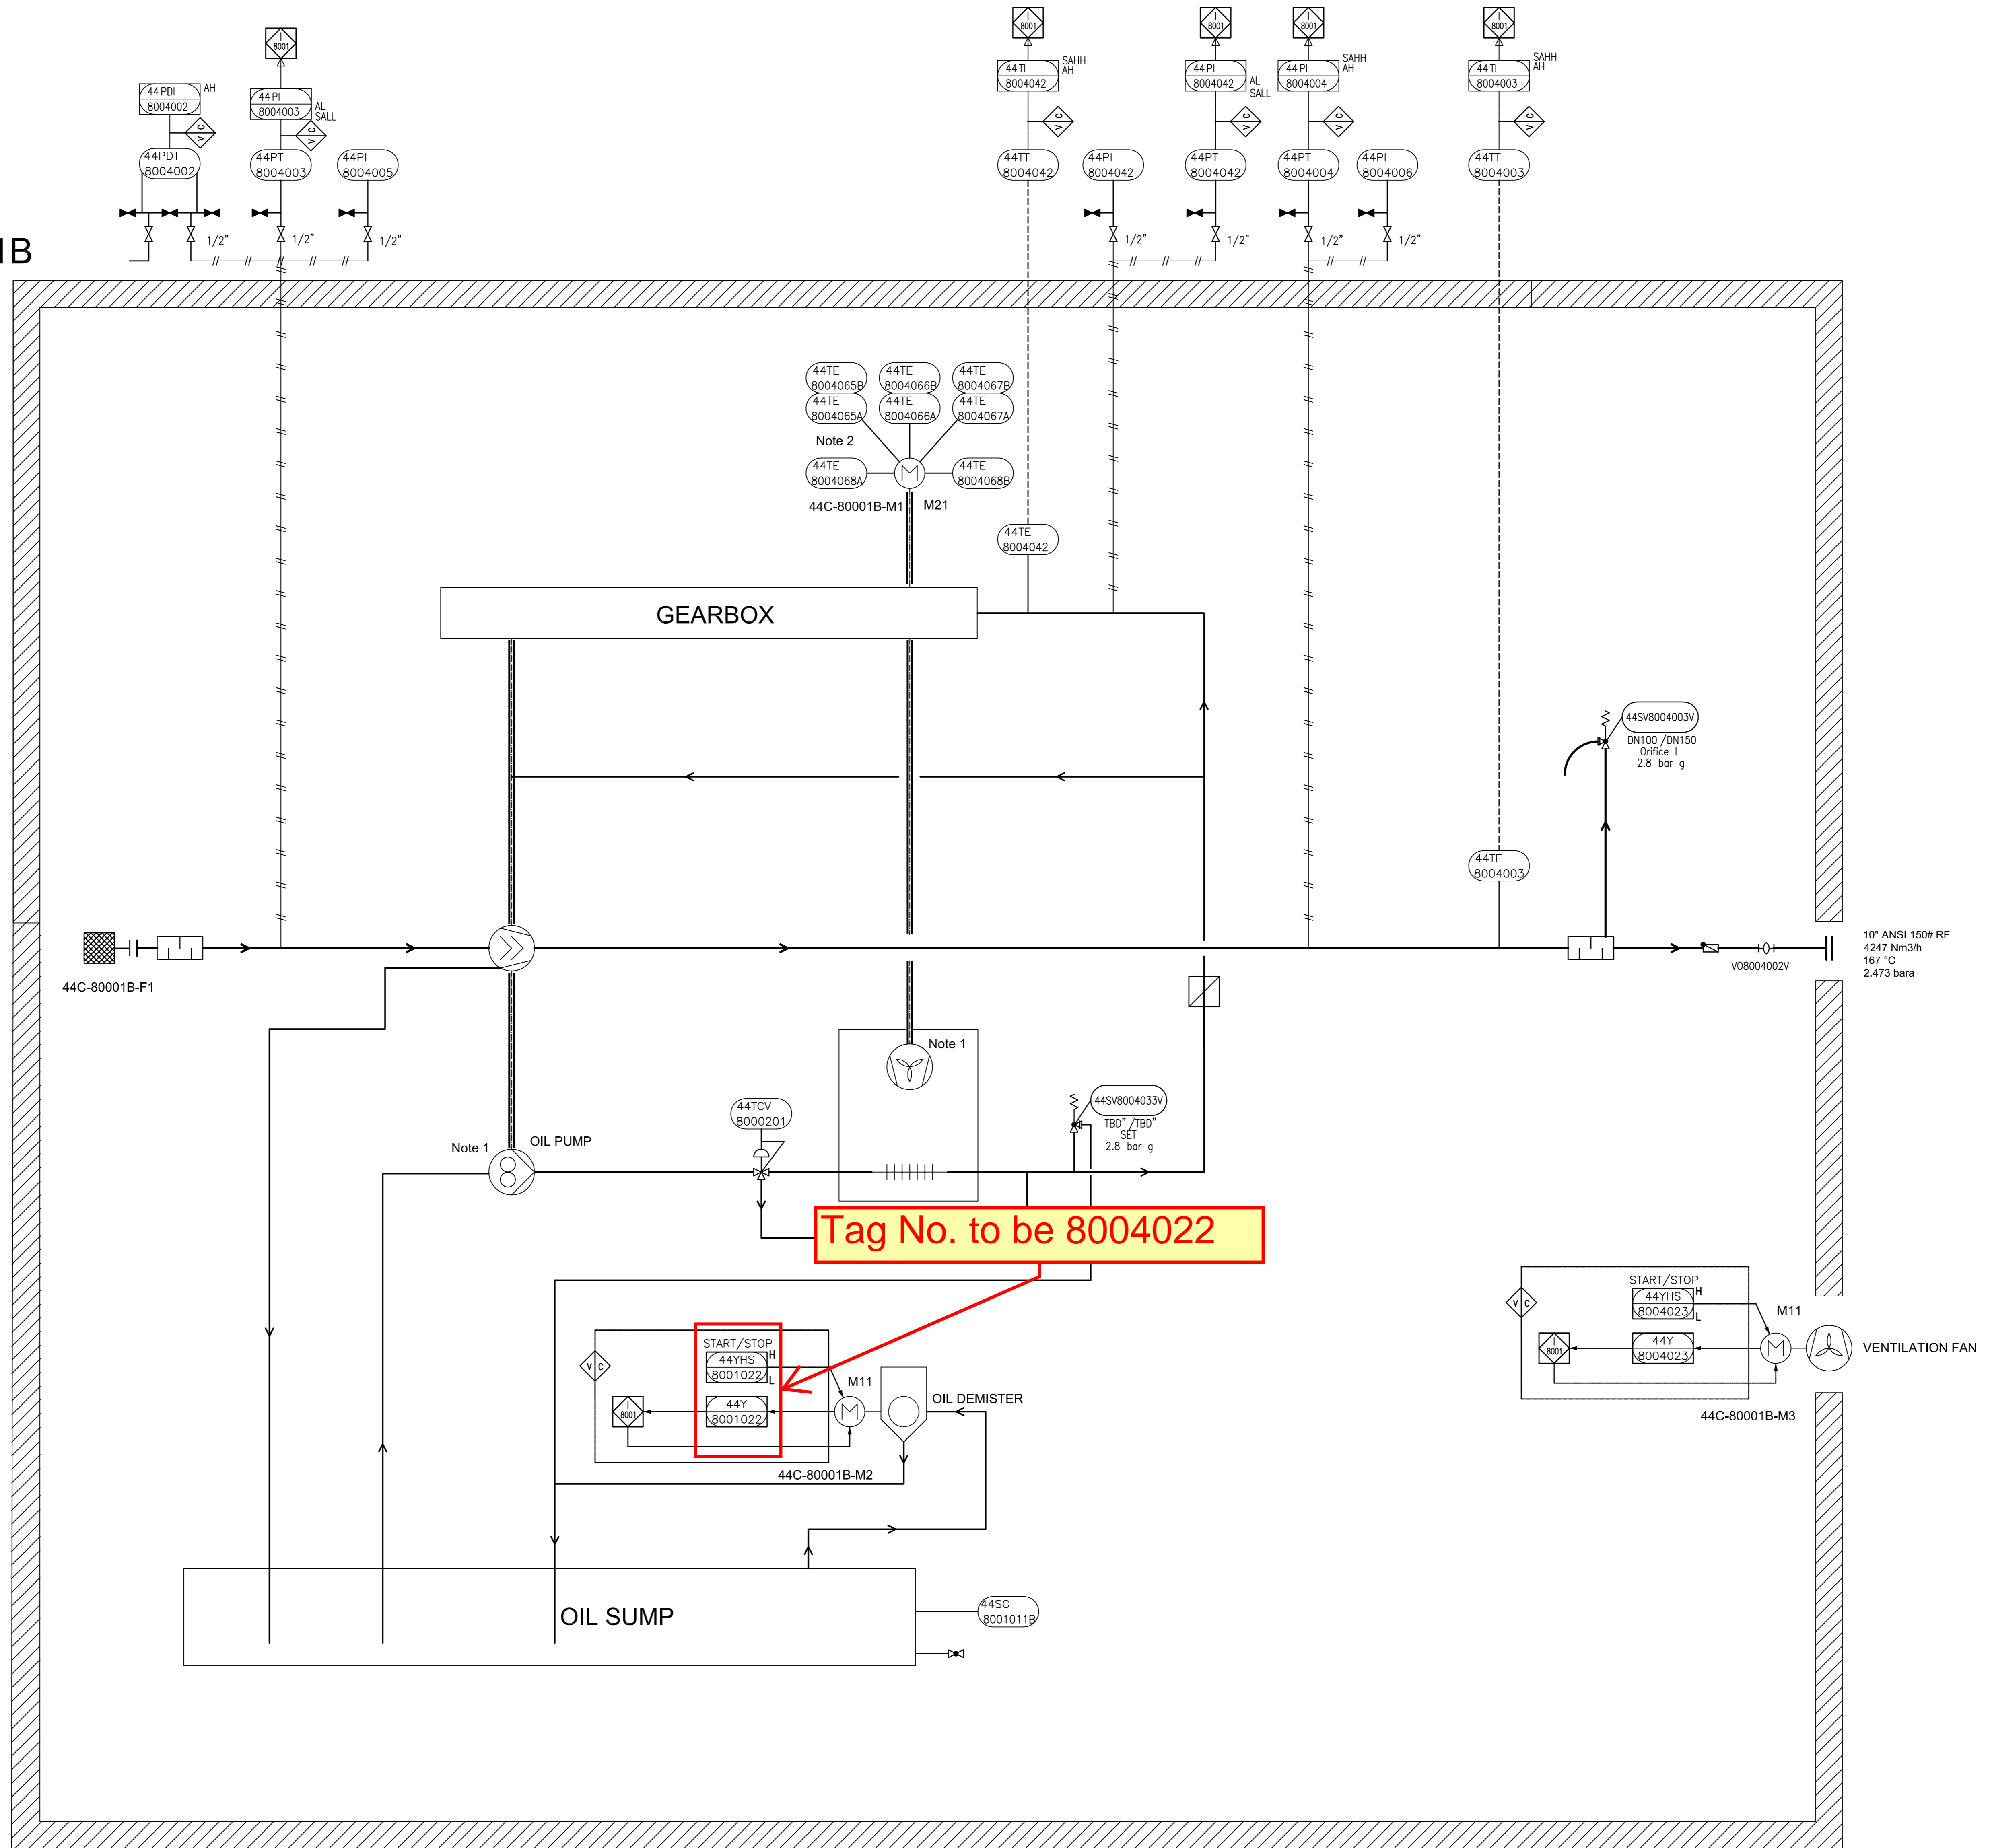 I
8001
I
8001
I
8001
I
8001
I
8001
44 PDI
8004002
AH
44 PI
8004003
AL
SALL
44 TI
8004042
SAHH
AH
44 PI
8004042
AL
SALL
44 PI
8004004
SAHH
AH
44 TI
8004003
SAHH
AH
V C
V C
V C
V C
V C
V C
44PDT
8004002
44PT
8004003
44PI
8004005
44TT
8004042
44PI
8004042
44PT
8004042
44PT
8004004
44PI
8004006
44TT
8004003
1/2"
1/2"
1/2"
1/2"
1/2"
1/2"
1/2"
1B
44TE
8004065B
44TE
8004066B
44TE
8004067B
44TE
8004065A
44TE
8004066A
44TE
8004067A
Note 2
44TE
8004068A
M
44TE
8004068B
44C-80001B-M1
M21
44TE
8004042
GEARBOX
44SV8004003V
DN100 /DN150
Orifice L
2.8 bar g
44TE
8004003
44C-80001B-F1
VO8004002V
10" ANSI 150# RF
4247 Nm3/h
167 °C
2.473 bara
Note 1
44TCV
8000201
44SV8004033V
TBD" /TBD"
SET
2.8 bar g
Note 1
OIL PUMP
Tag No. to be 8004022
START/STOP
44YHS
8001022
H
L
V C
I
8001
44Y
8001022
M11
M
OIL DEMISTER
44C-80001B-M2
START/STOP
44YHS
8004023
H
L
V C
I
8001
44Y
8004023
M11
M
VENTILATION FAN
44C-80001B-M3
OIL SUMP
44SG
8001011B